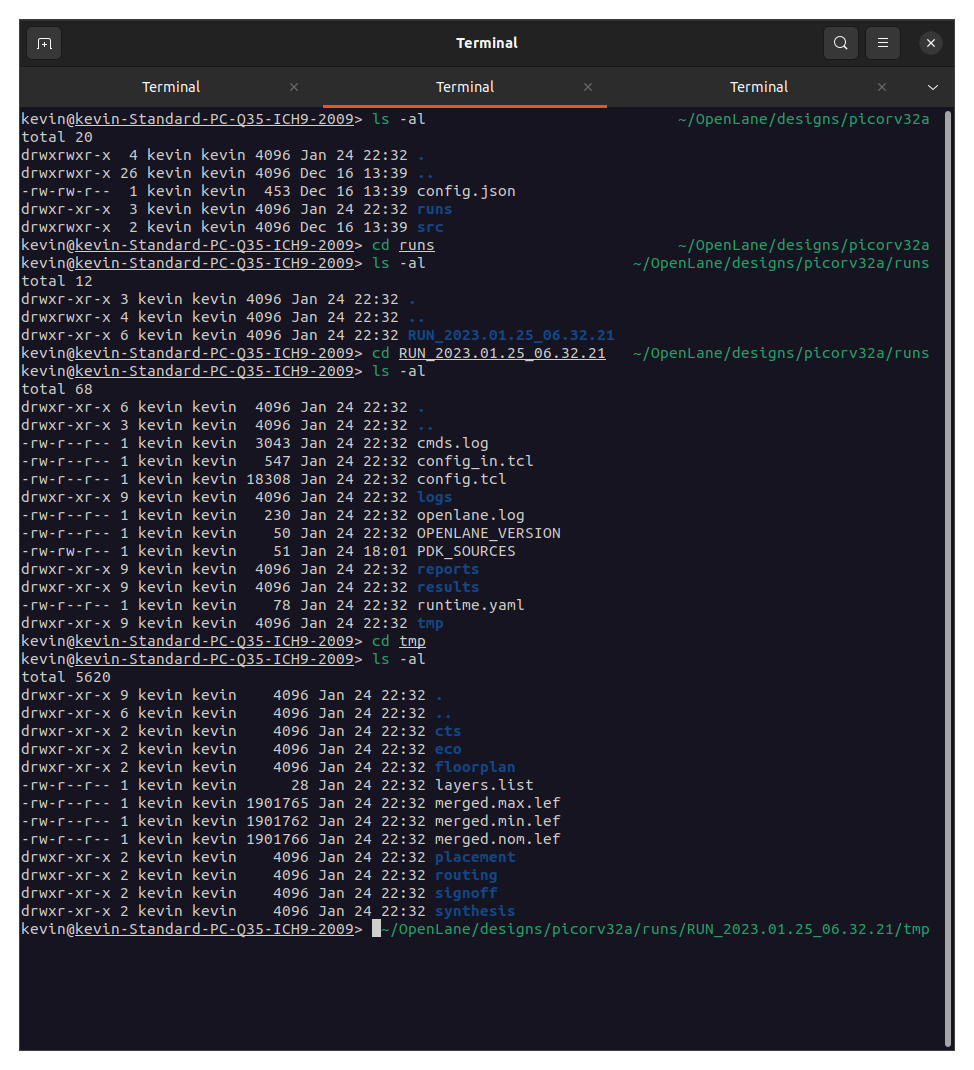 Terminal
Terminal Terminal Terminal
kevin@kevin-Standard-PC-Q35-ICH9-2009> ls -al ~/OpenLane/designs/picorv32a
total 20
drwxrwxr-x  4 kevin kevin 4096 Jan 24 22:32 .
drwxrwxr-x 26 kevin kevin 4096 Dec 16 13:39 ..
-rw-rw-r--  1 kevin kevin  453 Dec 16 13:39 config.json
drwxr-xr-x  3 kevin kevin 4096 Jan 24 22:32 runs
drwxrwxr-x  2 kevin kevin 4096 Dec 16 13:39 src
kevin@kevin-Standard-PC-Q35-ICH9-2009> cd runs ~/OpenLane/designs/picorv32a
kevin@kevin-Standard-PC-Q35-ICH9-2009> ls -al ~/OpenLane/designs/picorv32a/runs
total 12
drwxr-xr-x 3 kevin kevin 4096 Jan 24 22:32 .
drwxrwxr-x 4 kevin kevin 4096 Jan 24 22:32 ..
drwxr-xr-x 6 kevin kevin 4096 Jan 24 22:32 RUN_2023.01.25_06.32.21
kevin@kevin-Standard-PC-Q35-ICH9-2009> cd RUN_2023.01.25_06.32.21 ~/OpenLane/designs/picorv32a/runs
kevin@kevin-Standard-PC-Q35-ICH9-2009> ls -al
total 68
drwxr-xr-x 6 kevin kevin  4096 Jan 24 22:32 .
drwxr-xr-x 3 kevin kevin  4096 Jan 24 22:32 ..
-rw-r--r-- 1 kevin kevin  3043 Jan 24 22:32 cmds.log
-rw-r--r-- 1 kevin kevin   547 Jan 24 22:32 config_in.tcl
-rw-r--r-- 1 kevin kevin 18308 Jan 24 22:32 config.tcl
drwxr-xr-x 9 kevin kevin  4096 Jan 24 22:32 logs
-rw-r--r-- 1 kevin kevin   230 Jan 24 22:32 openlane.log
-rw-r--r-- 1 kevin kevin    50 Jan 24 22:32 OPENLANE_VERSION
-rw-rw-r-- 1 kevin kevin    51 Jan 24 18:01 PDK_SOURCES
drwxr-xr-x 9 kevin kevin  4096 Jan 24 22:32 reports
drwxr-xr-x 9 kevin kevin  4096 Jan 24 22:32 results
-rw-r--r-- 1 kevin kevin    78 Jan 24 22:32 runtime.yaml
drwxr-xr-x 9 kevin kevin  4096 Jan 24 22:32 tmp
kevin@kevin-Standard-PC-Q35-ICH9-2009> cd tmp
kevin@kevin-Standard-PC-Q35-ICH9-2009> ls -al
total 5620
drwxr-xr-x 9 kevin kevin    4096 Jan 24 22:32 .
drwxr-xr-x 6 kevin kevin    4096 Jan 24 22:32 ..
drwxr-xr-x 2 kevin kevin    4096 Jan 24 22:32 cts
drwxr-xr-x 2 kevin kevin    4096 Jan 24 22:32 eco
drwxr-xr-x 2 kevin kevin    4096 Jan 24 22:32 floorplan
-rw-r--r-- 1 kevin kevin      28 Jan 24 22:32 layers.list
-rw-r--r-- 1 kevin kevin 1901765 Jan 24 22:32 merged.max.lef
-rw-r--r-- 1 kevin kevin 1901762 Jan 24 22:32 merged.min.lef
-rw-r--r-- 1 kevin kevin 1901766 Jan 24 22:32 merged.nom.lef
drwxr-xr-x 2 kevin kevin    4096 Jan 24 22:32 placement
drwxr-xr-x 2 kevin kevin    4096 Jan 24 22:32 routing
drwxr-xr-x 2 kevin kevin    4096 Jan 24 22:32 signoff
drwxr-xr-x 2 kevin kevin    4096 Jan 24 22:32 synthesis
kevin@kevin-Standard-PC-Q35-ICH9-2009> ~/OpenLane/designs/picorv32a/runs/RUN_2023.01.25_06.32.21/tmp